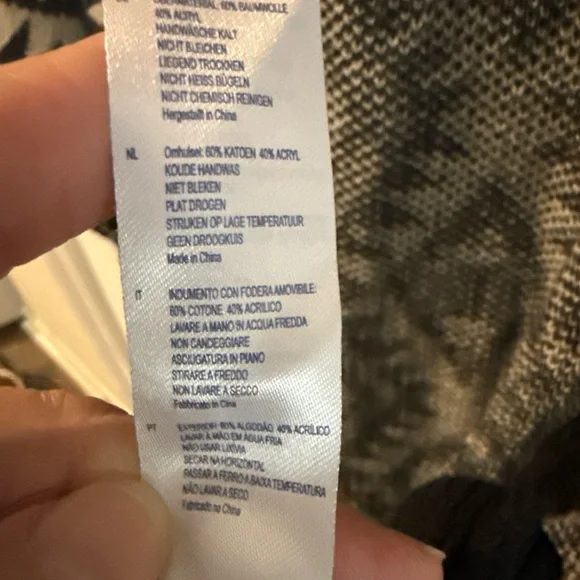 OBERMATERIAL: 60% BAUMWOLLE
40% ACRYL
HANDWÄSCHE KALT
NICHT BLEICHEN
LIEGEND TROCKNEN
NICHT HEISS BÜGELN
NICHT CHEMISCH REINIGEN
Hergestellt in China
NL Omhulsel: 60% KATOEN 40% ACRYL
KOUDE HANDWAS
NIET BLEKEN
PLAT DROGEN
STRIJKEN OP LAGE TEMPERATUUR
GEEN DROOGKUIS
Made in China
IT INDUMENTO CON FODERA AMOVIBILE:
60% COTONE 40% ACRILICO
LAVARE A MANO IN ACQUA FREDDA
NON CANDEGGIARE
ASCIUGATURA IN PIANO
STIRARE A FREDDO
NON LAVARE A SECCO
Fabbricato in Cina
PT EXTERIOR: 60% ALGODÃO 40% ACRÍLICO
LAVAR À MÃO EM ÁGUA FRIA
NÃO USAR LIXÍVIA
SECAR NA HORIZONTAL
PASSAR A FERRO A BAIXA TEMPERATURA
NÃO LAVAR A SECO
Fabricado na China